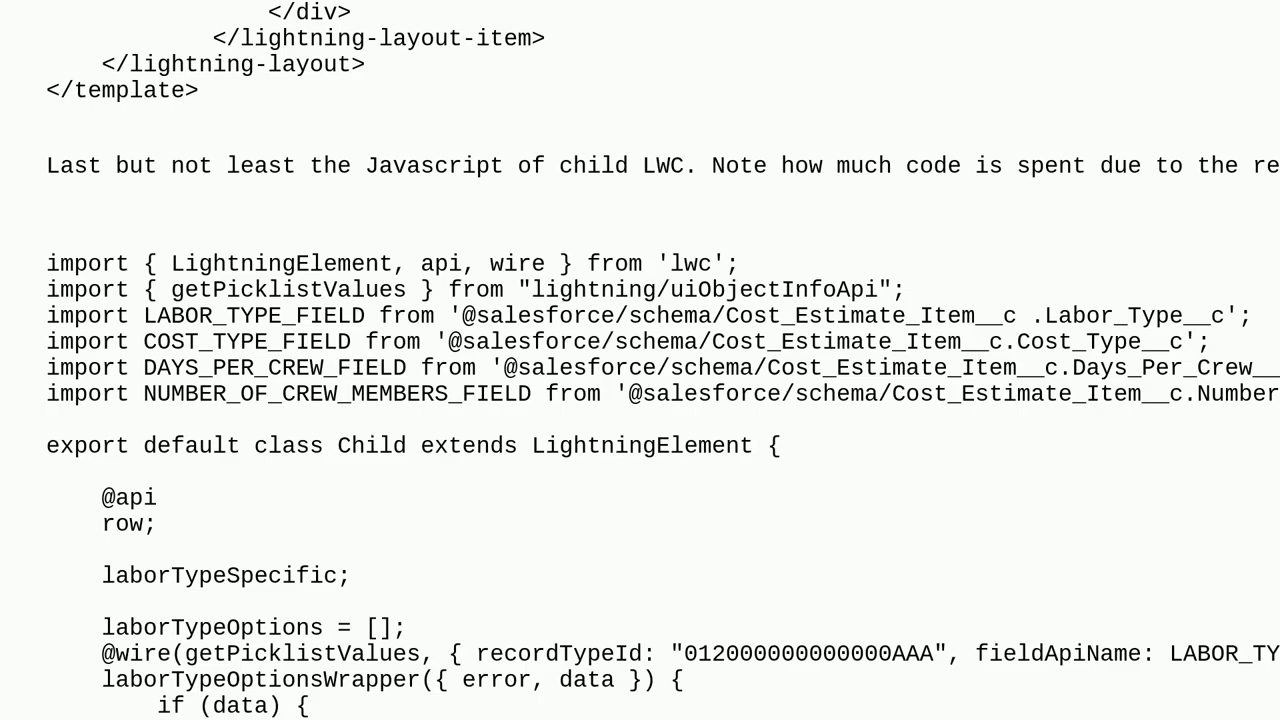 </div>
</lightning-layout-item>
</lightning-layout>
</template>
Last but not least the Javascript of child LWC. Note how much code is spent due to the re
import { LightningElement, api, wire } from 'lwc';
import { getPicklistValues } from "lightning/uiObjectInfoApi";
import LABOR_TYPE_FIELD from '@salesforce/schema/Cost_Estimate_Item__c .Labor_Type__c';
import COST_TYPE_FIELD from '@salesforce/schema/Cost_Estimate_Item__c.Cost_Type__c';
import DAYS_PER_CREW_FIELD from '@salesforce/schema/Cost_Estimate_Item__c.Days_Per_Crew__
import NUMBER_OF_CREW_MEMBERS_FIELD from '@salesforce/schema/Cost_Estimate_Item__c.Number
export default class Child extends LightningElement {
@api
row;
laborTypeSpecific;
laborTypeOptions = [];
@wire(getPicklistValues, { recordTypeId: "012000000000000AAA", fieldApiName: LABOR_TY
laborTypeOptionsWrapper({ error, data }) {
if (data) {